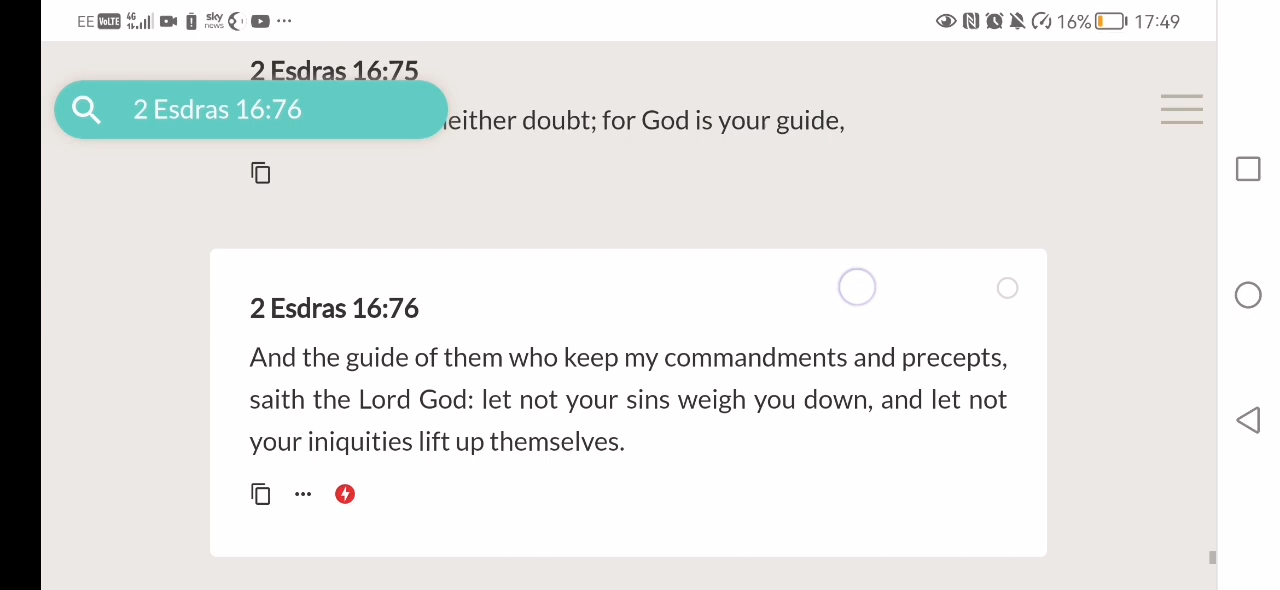 EE VoLTE 4G sky news ... 16% 17:49
2 Esdras 16:75
2 Esdras 16:76
either doubt; for God is your guide,
2 Esdras 16:76
And the guide of them who keep my commandments and precepts,
saith the Lord God: let not your sins weigh you down, and let not
your iniquities lift up themselves.